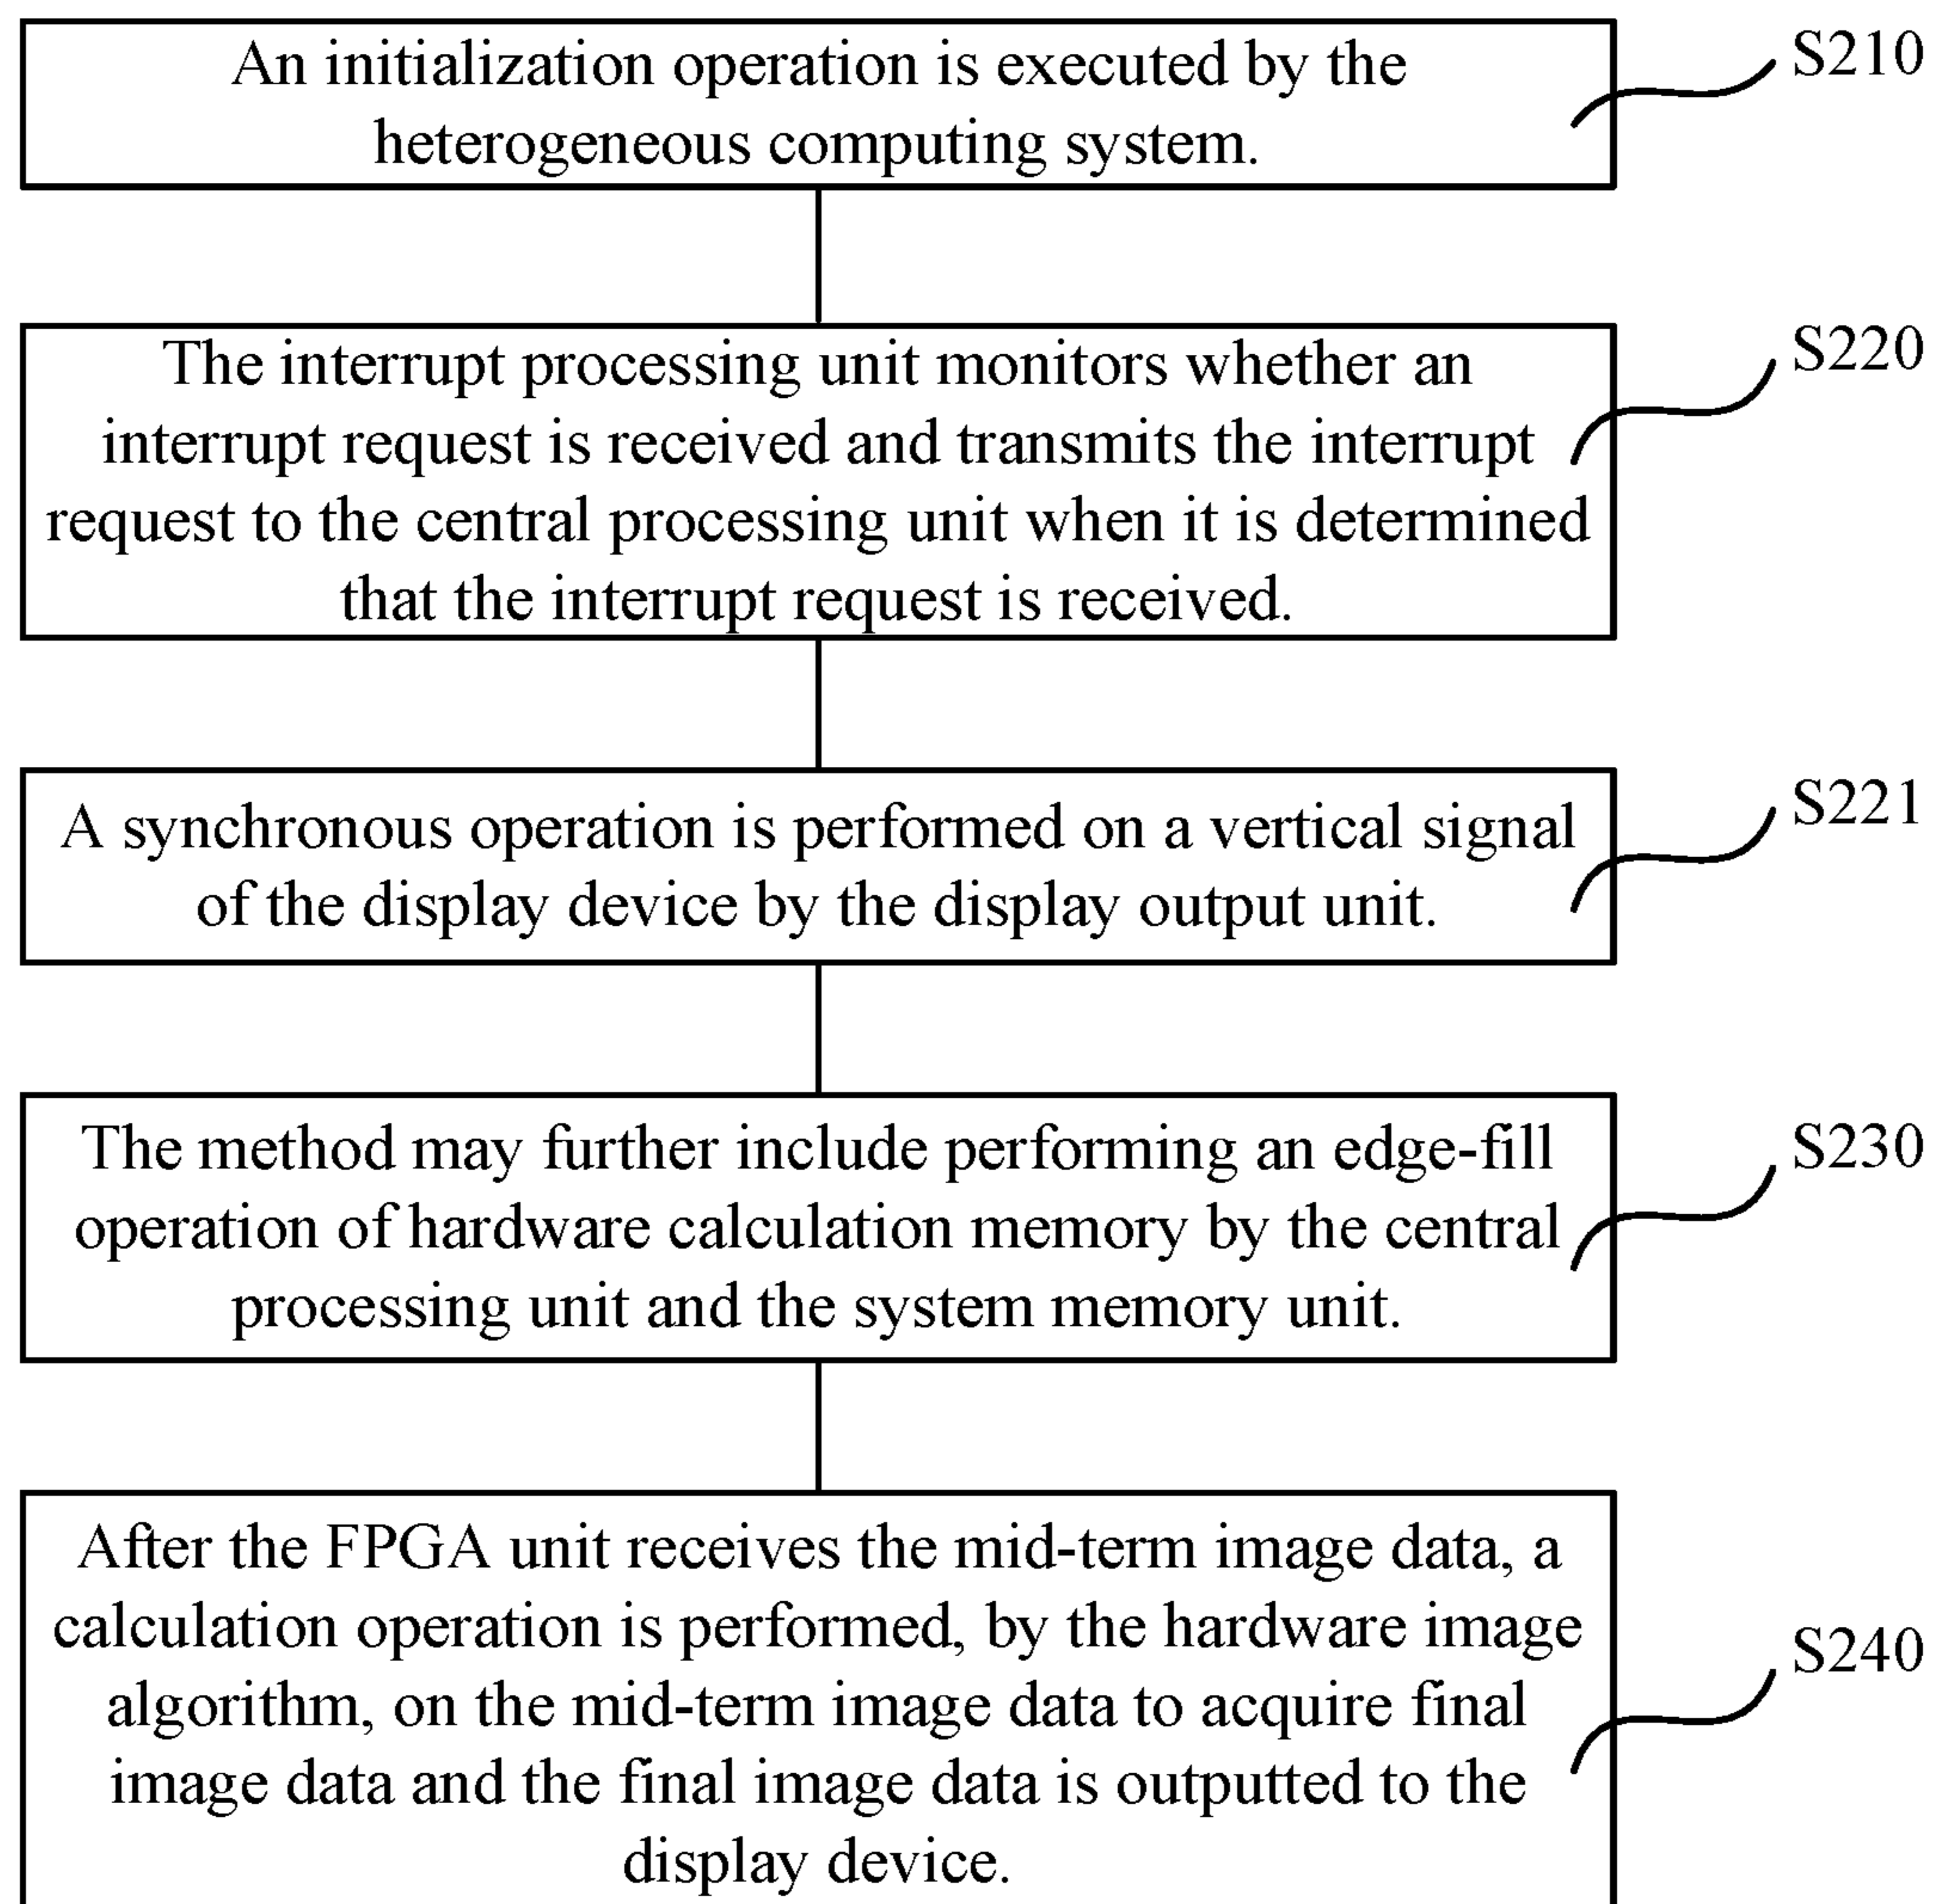 An initialization operation is executed by the
heterogeneous computing system.
S210
The interrupt processing unit monitors whether an
interrupt request is received and transmits the interrupt
request to the central processing unit when it is determined
that the interrupt request is received.
S220
A synchronous operation is performed on a vertical signal
of the display device by the display output unit.
S221
The method may further include performing an edge-fill
operation of hardware calculation memory by the central
processing unit and the system memory unit.
S230
After the FPGA unit receives the mid-term image data, a
calculation operation is performed, by the hardware image
algorithm, on the mid-term image data to acquire final
image data and the final image data is outputted to the
display device.
S240